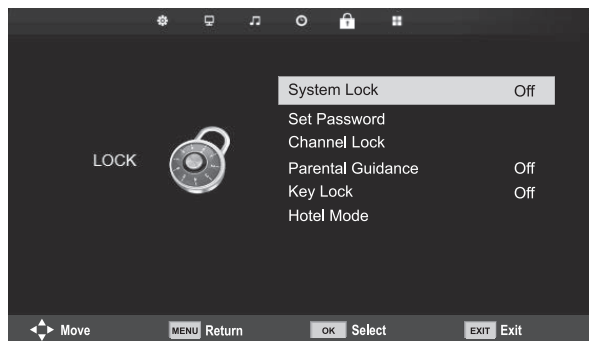 System Lock Off
Set Password
Channel Lock
LOCK
Parental Guidance Off
Key Lock Off
Hotel Mode
Move MENU Return OK Select EXIT Exit